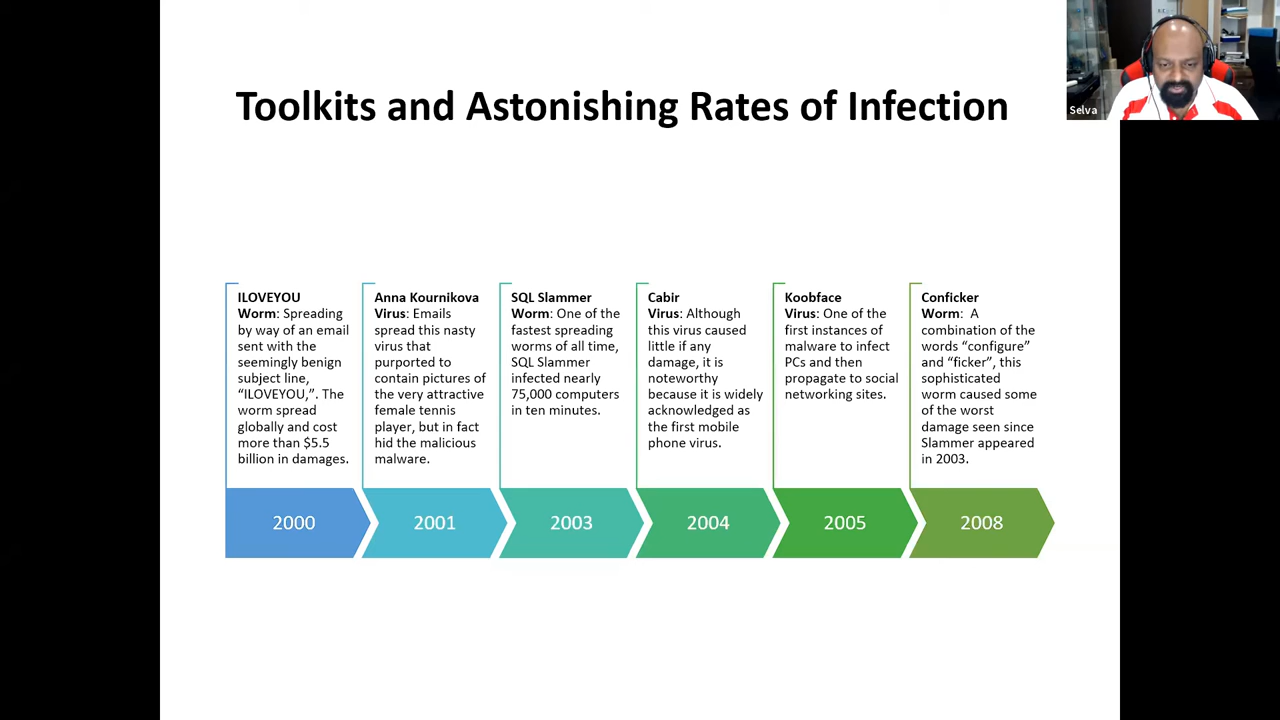 Toolkits and Astonishing Rates of Infection
Selva
ILOVEYOU
Worm: Spreading
by way of an email
sent with the
seemingly benign
subject line,
“ILOVEYOU,”. The
worm spread
globally and cost
more than $5.5
billion in damages.
Anna Kournikova
Virus: Emails
spread this nasty
virus that
purported to
contain pictures of
the very attractive
female tennis
player, but in fact
hid the malicious
malware.
SQL Slammer
Worm: One of the
fastest spreading
worms of all time,
SQL Slammer
infected nearly
75,000 computers
in ten minutes.
Cabir
Virus: Although
this virus caused
little if any
damage, it is
noteworthy
because it is widely
acknowledged as
the first mobile
phone virus.
Koobface
Virus: One of the
first instances of
malware to infect
PCs and then
propagate to social
networking sites.
Conficker
Worm: A
combination of the
words “configure”
and “ficker”, this
sophisticated
worm caused some
of the worst
damage seen since
Slammer appeared
in 2003.
2000
2001
2003
2004
2005
2008